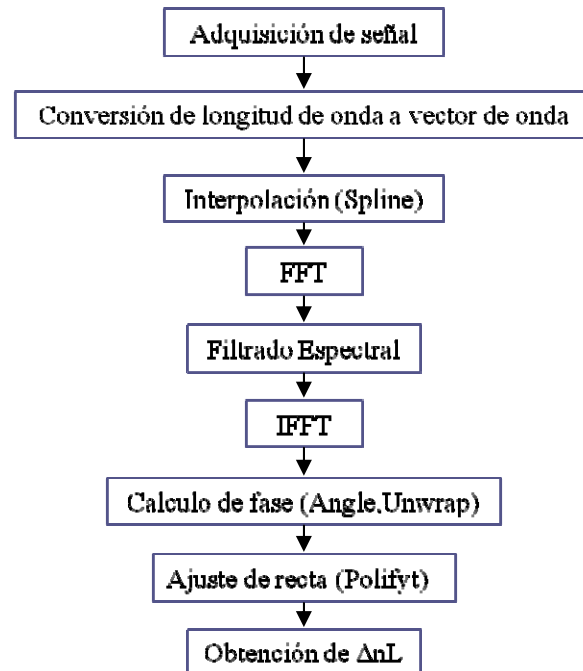 Adquisición de señal
Conversión de longitud de onda a vector de onda
Interpolación (Spline)
FFT
Filtrado Espectral
IFFT
Calculo de fase (Angle,Unwrap)
Ajuste de recta (Polifyt)
Obtención de ΔnL